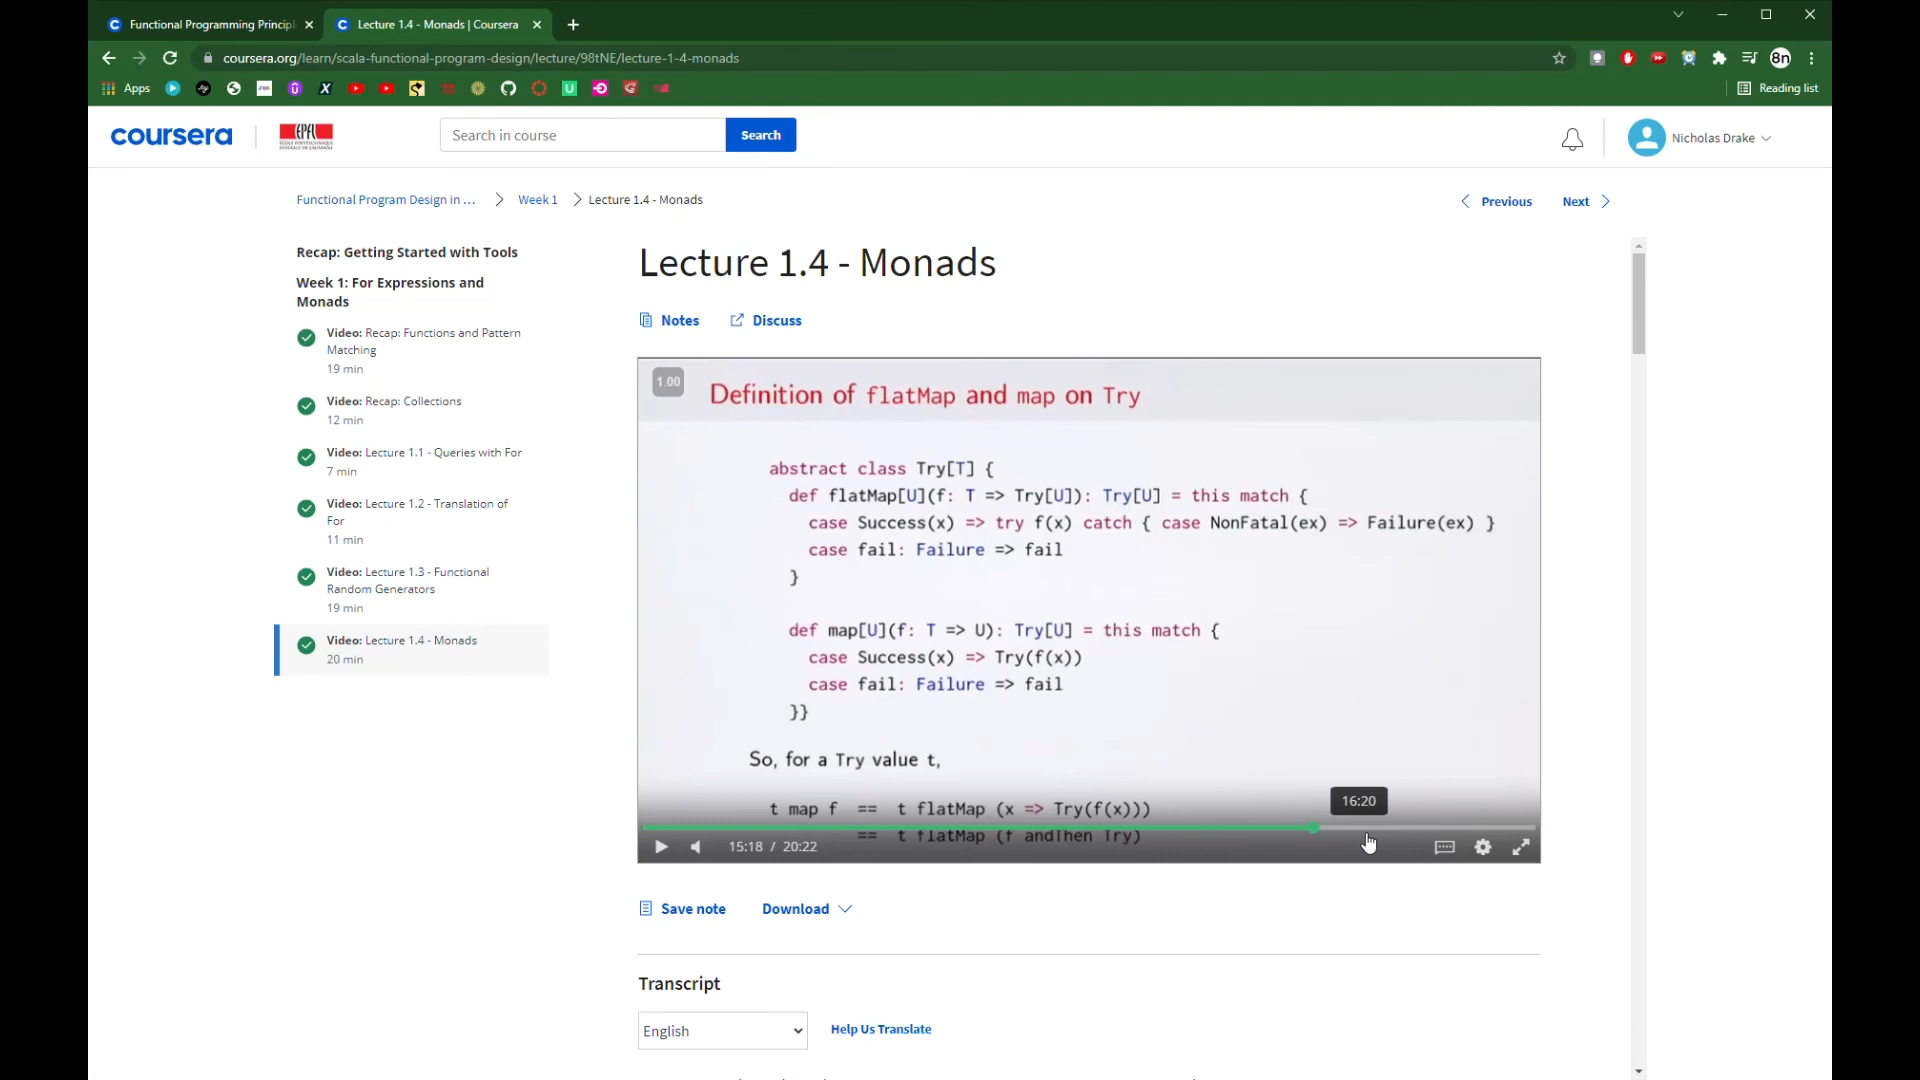 Functional Programming Principl
Lecture 1.4 - Monads | Coursera
coursera.org/learn/scala-functional-program-design/lecture/98tNE/lecture-1-4-monads
8n
Apps
Reading list
coursera
EPFL
Search in course
Search
Nicholas Drake
Functional Program Design in ...
Week 1
Lecture 1.4 - Monads
Previous
Next
Recap: Getting Started with Tools
Week 1: For Expressions and
Monads
Video: Recap: Functions and Pattern
Matching
19 min
Video: Recap: Collections
12 min
Video: Lecture 1.1 - Queries with For
7 min
Video: Lecture 1.2 - Translation of
For
11 min
Video: Lecture 1.3 - Functional
Random Generators
19 min
Video: Lecture 1.4 - Monads
20 min
Lecture 1.4 - Monads
Notes
Discuss
1.00
Definition of flatMap and map on Try
abstract class Try[T] {
def flatMap[U](f: T => Try[U]): Try[U] = this match {
case Success(x) => try f(x) catch { case NonFatal(ex) => Failure(ex) }
case fail: Failure => fail
}
def map[U](f: T => U): Try[U] = this match {
case Success(x) => Try(f(x))
case fail: Failure => fail
}}
So, for a Try value t,
t map f == t flatMap (x => Try(f(x)))
== t flatMap (f andThen Try)
16:20
15:18 / 20:22
Save note
Download
Transcript
English
Help Us Translate